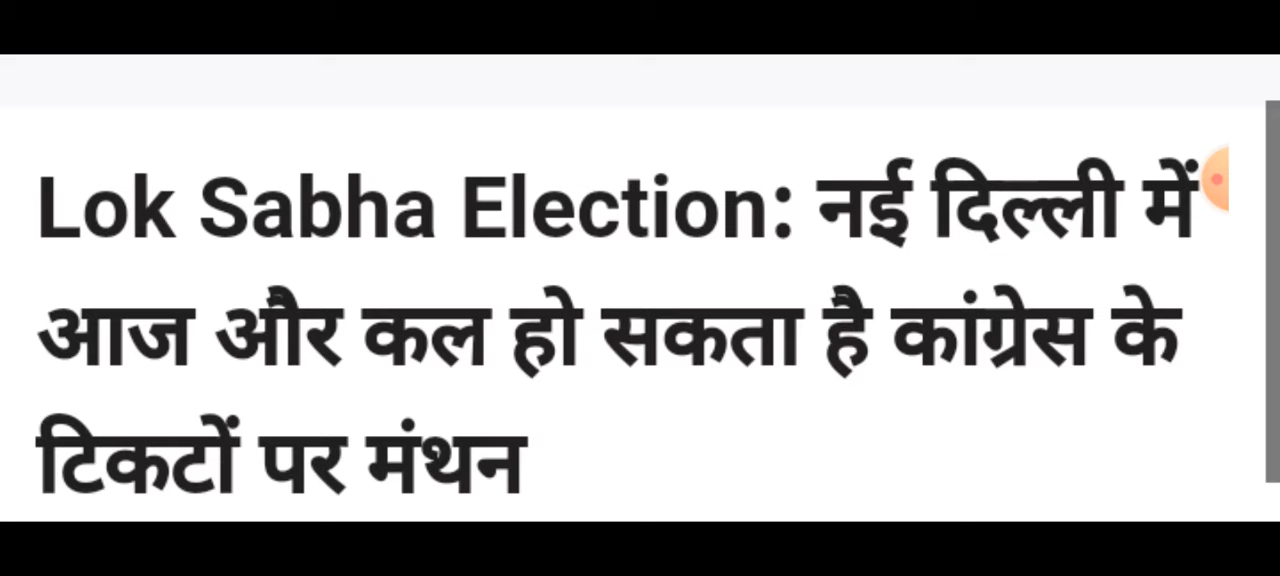 Lok Sabha Election: नई दिल्ली में
आज और कल हो सकता है कांग्रेस के
टिकटों पर मंथन